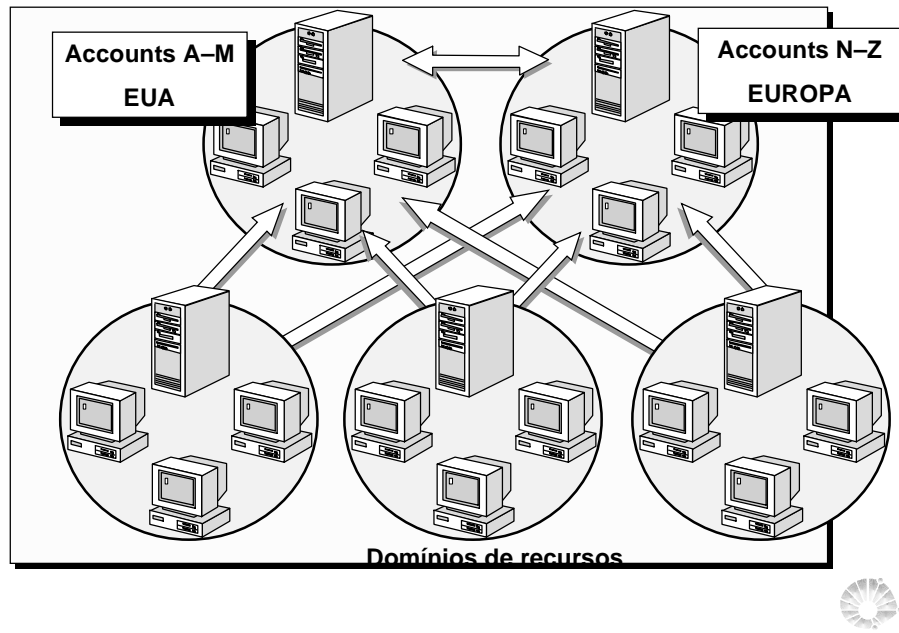 Accounts A–M
EUA
Accounts N–Z
EUROPA
Domínios de recursos